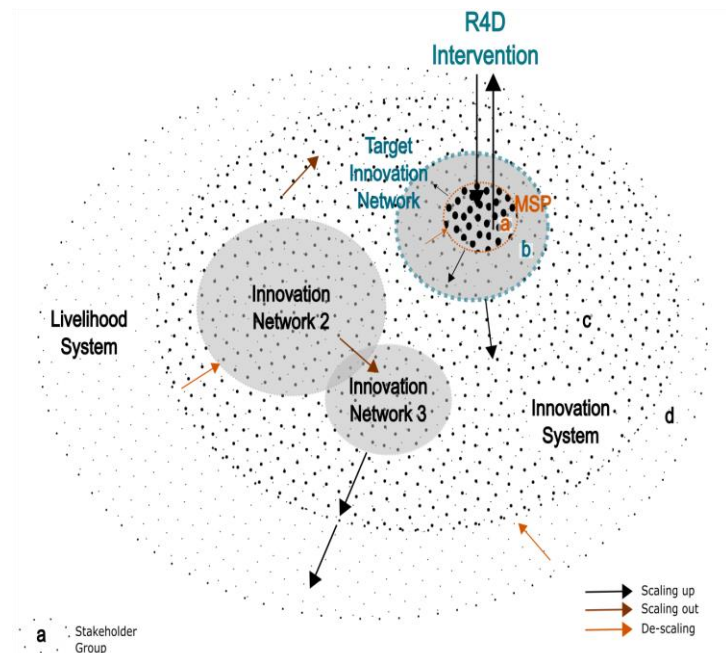 R4D
Intervention
Target
Innovation
Network
MSP
a
b
Innovation
Network 2
Livelihood
System
c
Innovation
Network 3
Innovation
System
d
Scaling up
Scaling out
De-scaling
a
Stakeholder
Group